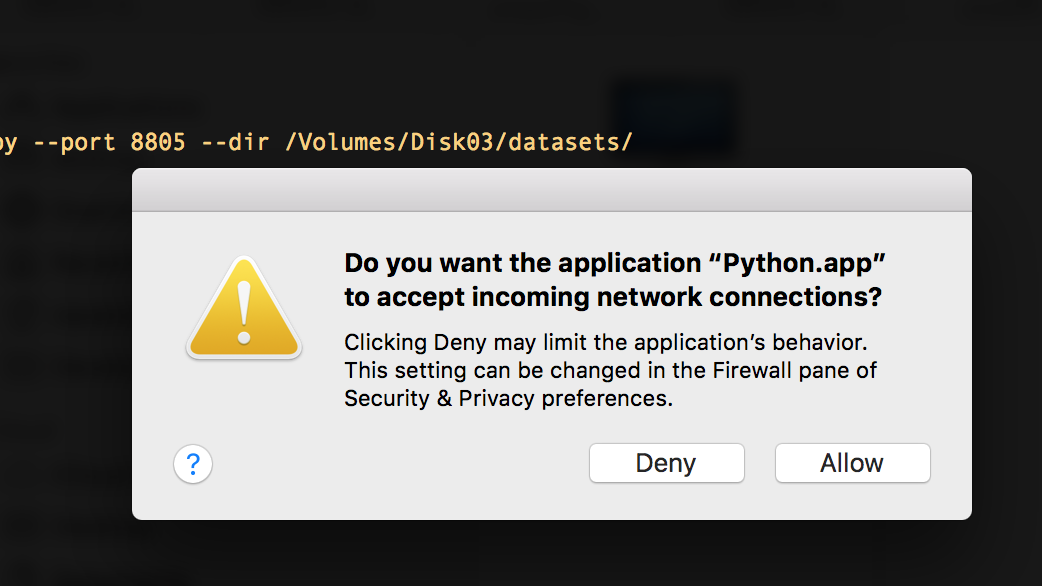 py --port 8805 --dir /Volumes/Disk03/datasets/
Do you want the application “Python.app”
to accept incoming network connections?
Clicking Deny may limit the application’s behavior.
This setting can be changed in the Firewall pane of
Security & Privacy preferences.
?
Deny
Allow